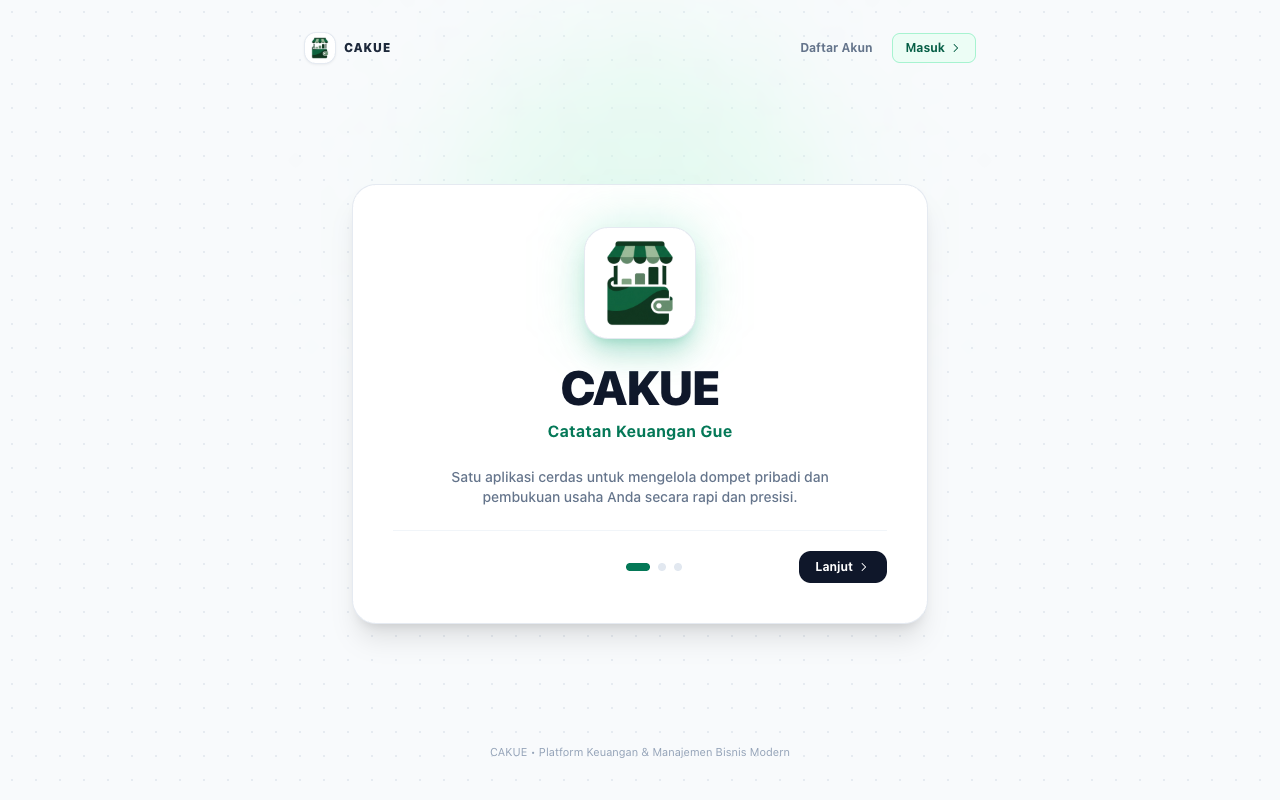 CAKUE
Daftar Akun
Masuk
CAKUE
Catatan Keuangan Gue
Satu aplikasi cerdas untuk mengelola dompet pribadi dan
pembukuan usaha Anda secara rapi dan presisi.
Lanjut
CAKUE • Platform Keuangan & Manajemen Bisnis Modern